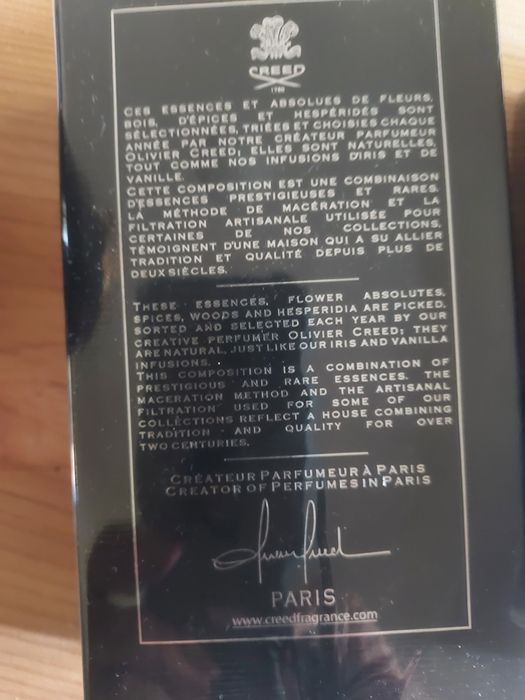 CREED
1760
CES ESSENCES ET ABSOLUES DE FLEURS,
BOIS, D'ÉPICES ET HESPÉRIDÉS SONT
SÉLECTIONNÉES, TRIÉES ET CHOISIES CHAQUE
ANNÉE PAR NOTRE CRÉATEUR PARFUMEUR
OLIVIER CREED; ELLES SONT NATURELLES,
TOUT COMME NOS INFUSIONS D'IRIS ET DE
VANILLE.
CETTE COMPOSITION EST UNE COMBINAISON
D'ESSENCES PRESTIGIEUSES ET RARES.
LA MÉTHODE DE MACÉRATION ET LA
FILTRATION ARTISANALE UTILISÉE POUR
CERTAINES DE NOS COLLECTIONS,
TÉMOIGNENT D'UNE MAISON QUI A SU ALLIER
TRADITION ET QUALITÉ DEPUIS PLUS DE
DEUX SIÈCLES.
THESE ESSENCES, FLOWER ABSOLUTES,
SPICES, WOODS AND HESPERIDIA ARE PICKED,
SORTED AND SELECTED EACH YEAR BY OUR
CREATIVE PERFUMER OLIVIER CREED; THEY
ARE NATURAL, JUST LIKE OUR IRIS AND VANILLA
INFUSIONS.
THIS COMPOSITION IS A COMBINATION OF
PRESTIGIOUS AND RARE ESSENCES. THE
MACERATION METHOD AND THE ARTISANAL
FILTRATION USED FOR SOME OF OUR
COLLECTIONS REFLECT A HOUSE COMBINING
TRADITION AND QUALITY FOR OVER
TWO CENTURIES.
CRÉATEUR PARFUMEUR À PARIS
CREATOR OF PERFUMES IN PARIS
PARIS
www.creedfragrance.com